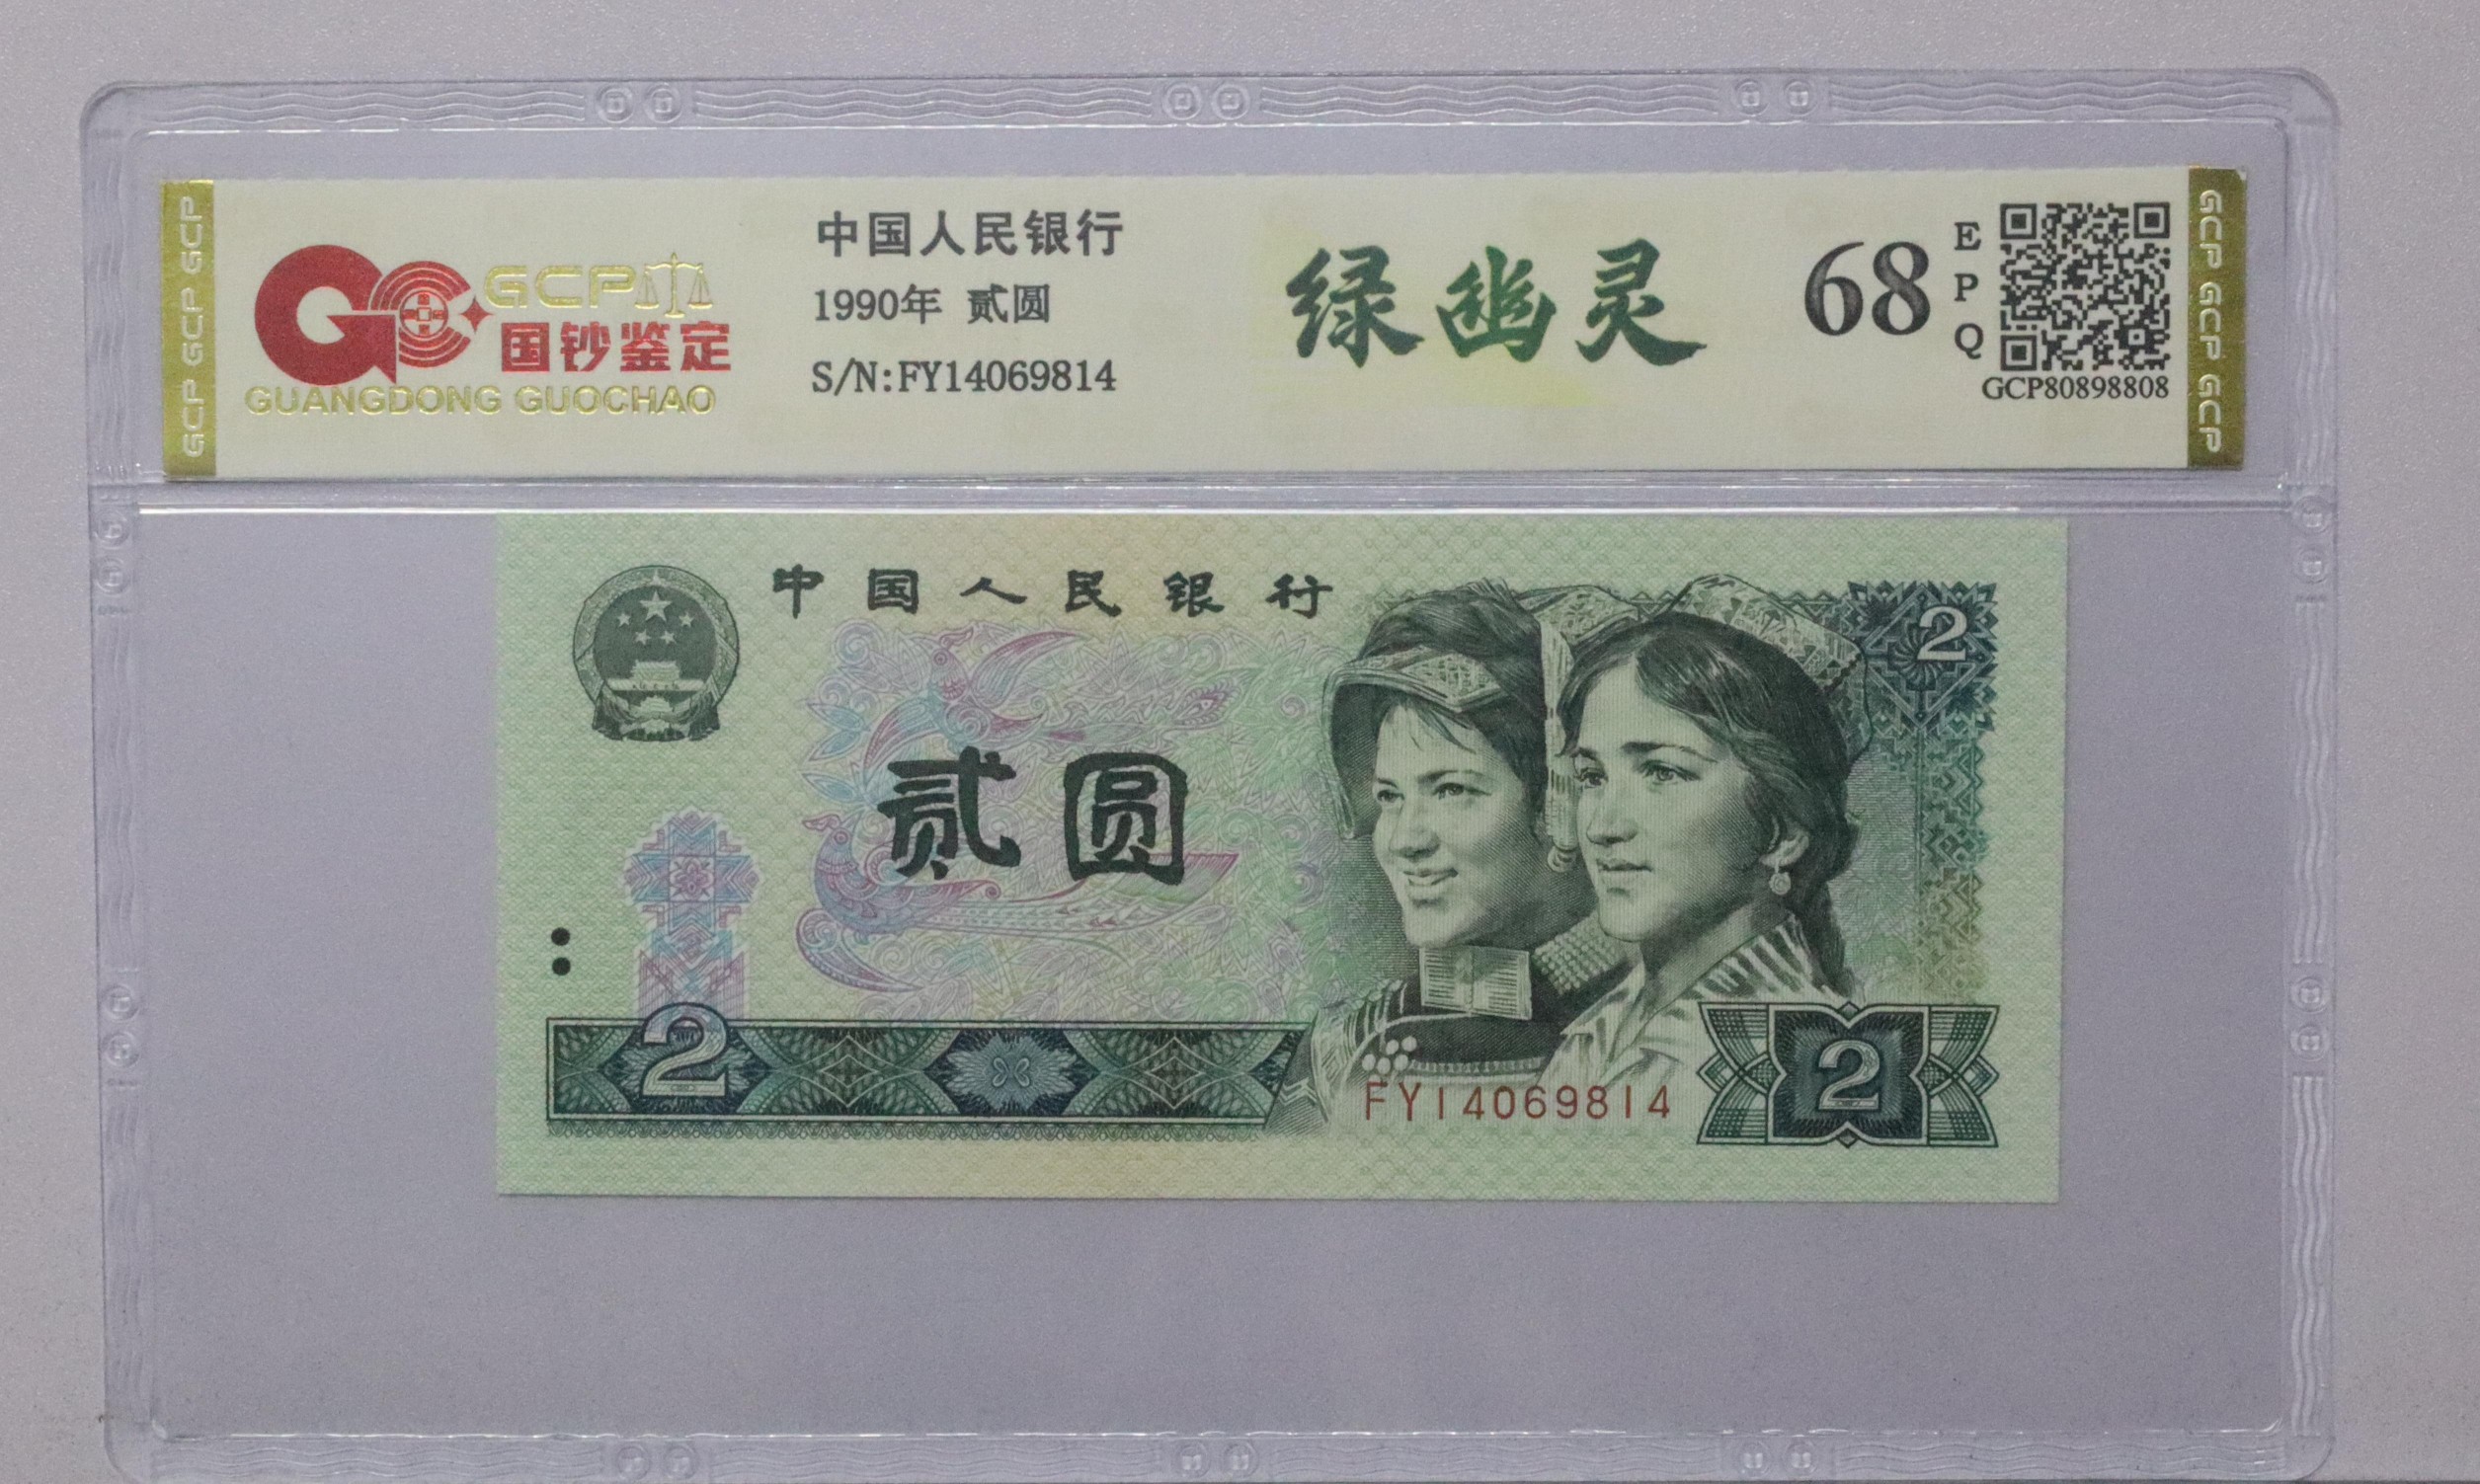 GCP GCP GCP
GCP
国钞鉴定
GUANGDONG GUOCHAO
中国人民银行
1990年 贰圆
S/N:FY14069814
绿幽灵
68
EPQ
GCP80898808
GCP GCP GCP
中国人民银行
2
贰圆
2
FY14069814
2